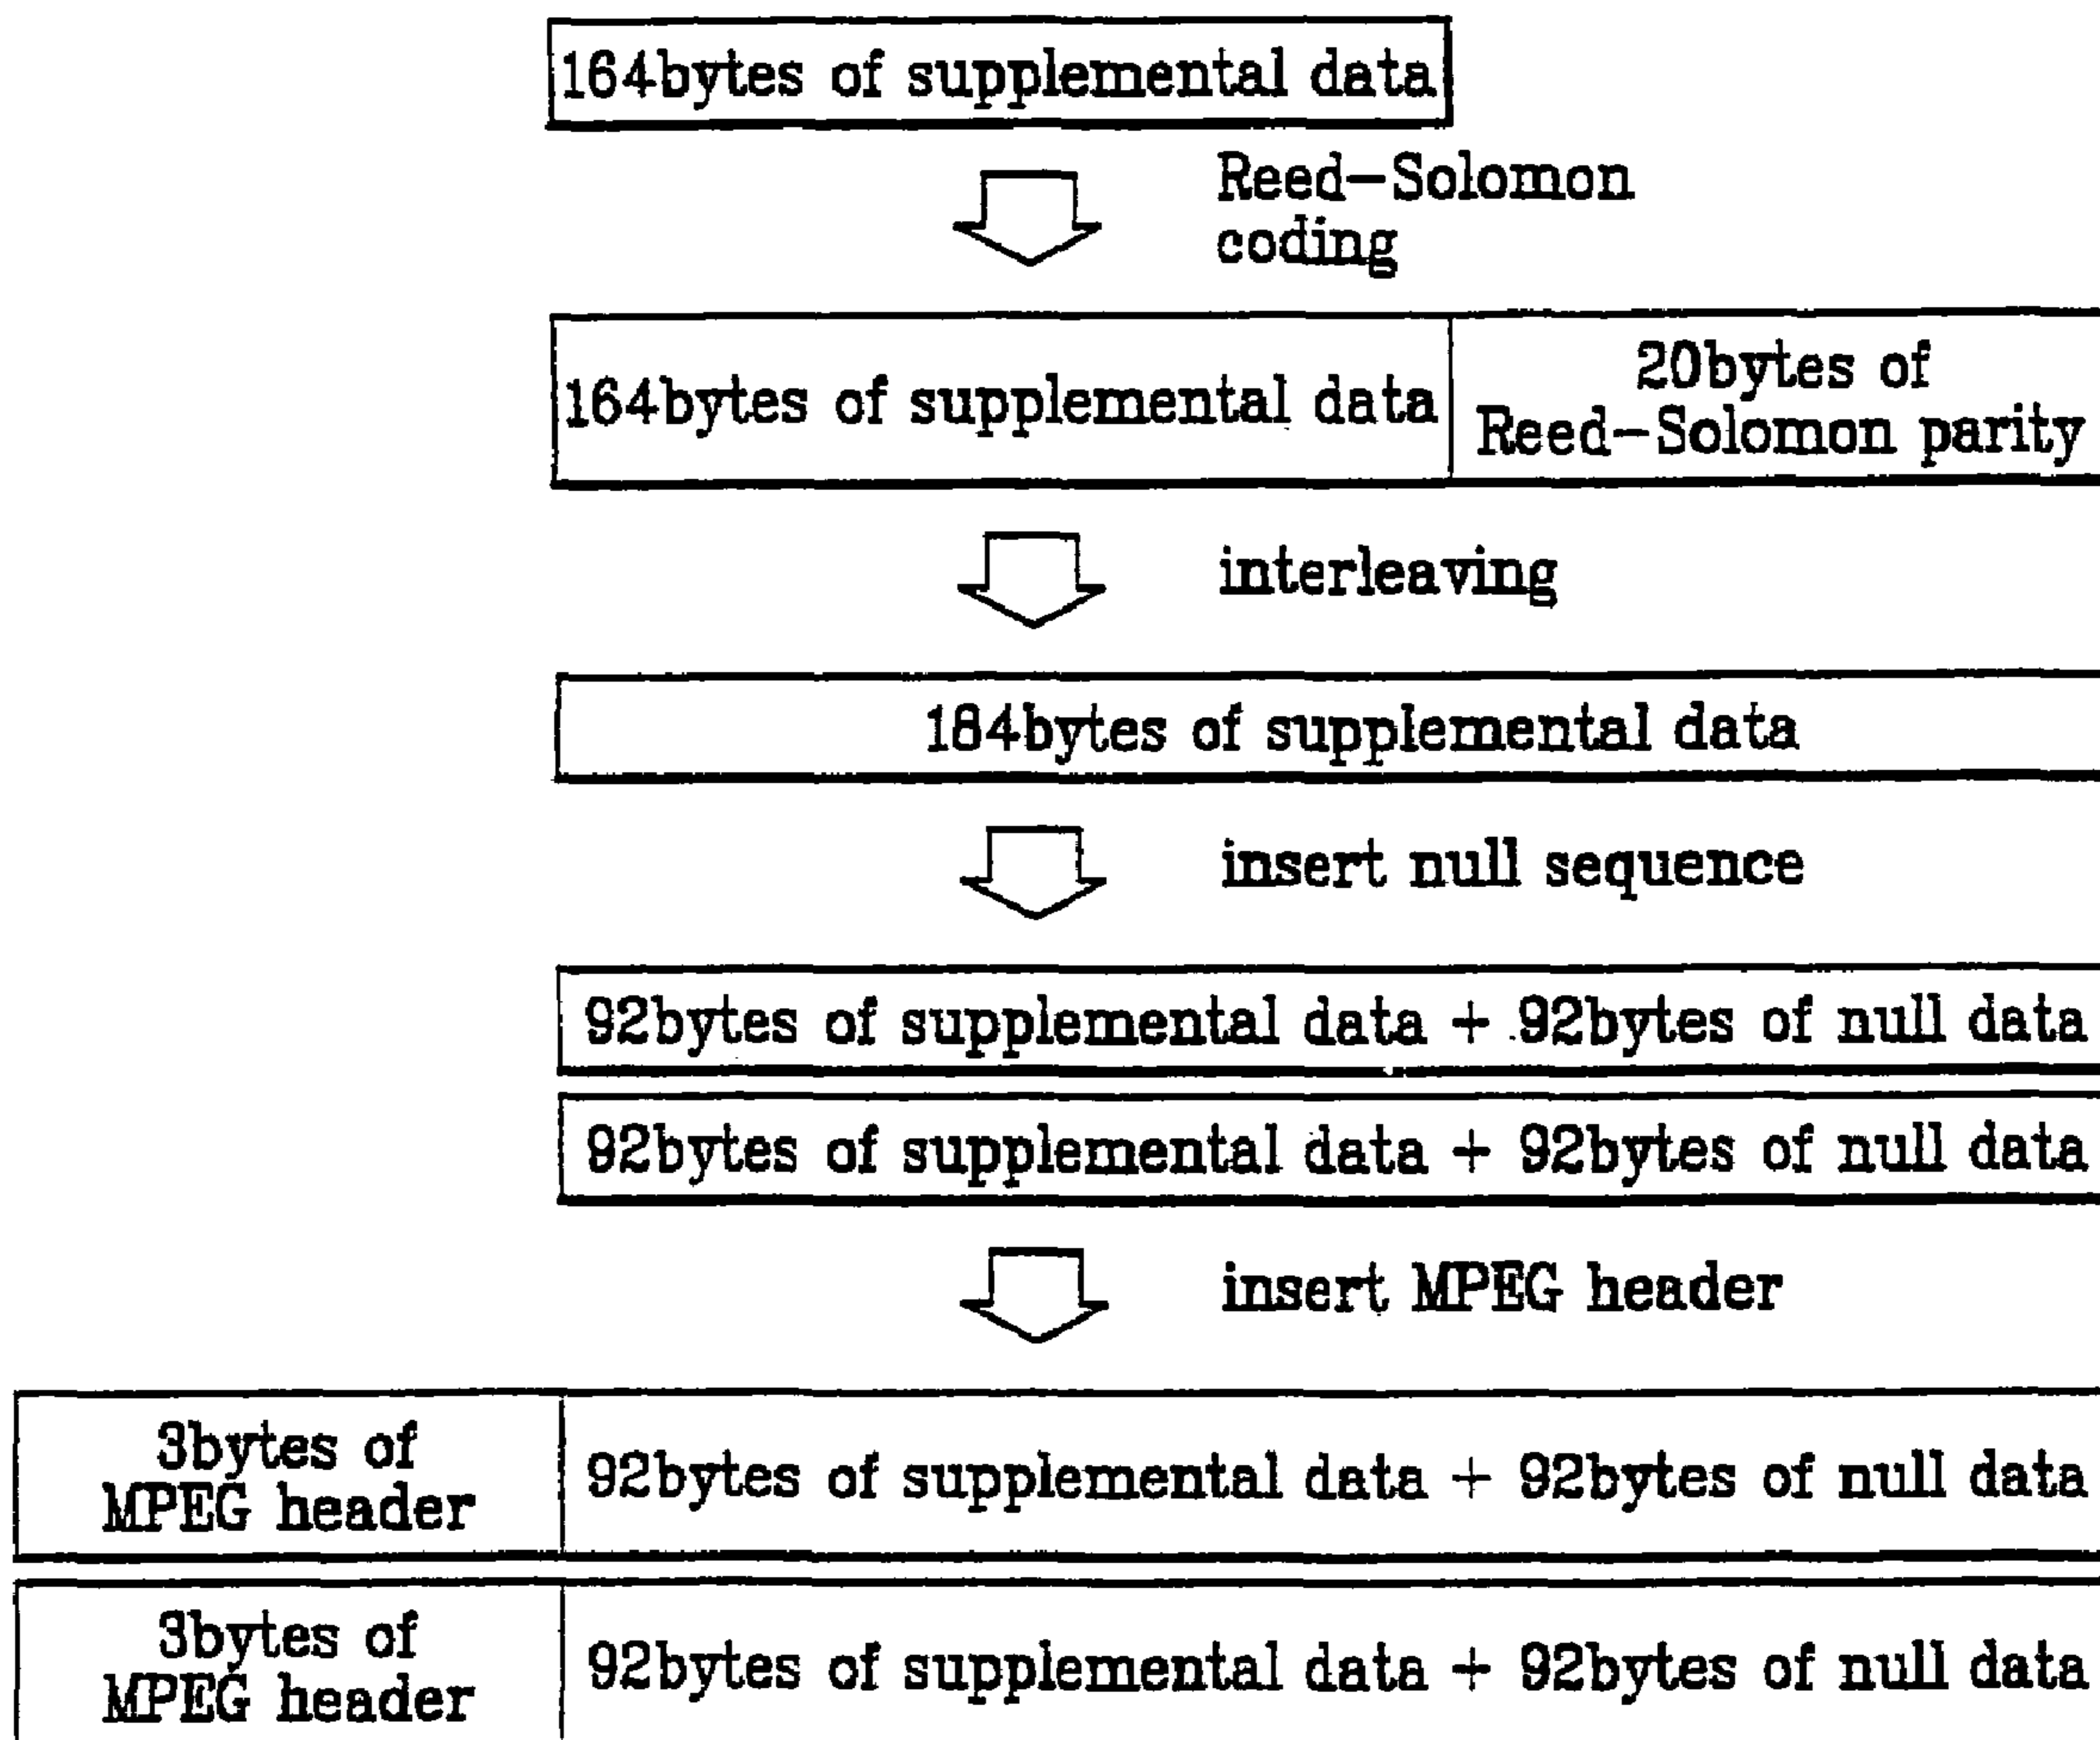 164bytes of supplemental data
Reed-Solomon
coding
164bytes of supplemental data
20bytes of
Reed-Solomon parity
interleaving
184bytes of supplemental data
insert null sequence
92bytes of supplemental data + 92bytes of null data
92bytes of supplemental data + 92bytes of null data
insert MPEG header
3bytes of
MPEG header
92bytes of supplemental data + 92bytes of null data
3bytes of
MPEG header
92bytes of supplemental data + 92bytes of null data